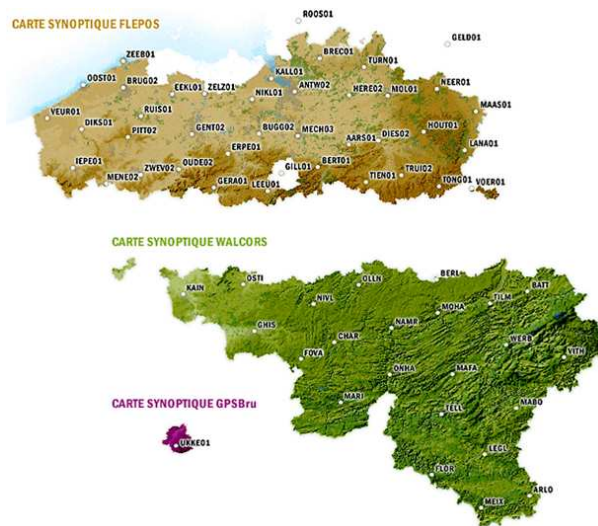 CARTE SYNOPTIQUE FLEPOS
ROOS01
GELD01
ZEEB01
BREC01
TURN01
OOST01
BRUG02
EEKL01
ZELZ01
KALL01
NIKL01
ANTW02
HERE02
MOL01
NEER01
VEUR01
DIKS01
RUIS01
PITT02
GENT02
BUGG02
MECH03
AARS01
DIES02
HOUT01
MAAS01
LANA01
IEPE01
MENE02
ZWEV02
OUDE02
ERPE01
GERA01
LEEU01
GILL01
BERT01
TIEN01
TRUI02
TONG01
VOER01
CARTE SYNOPTIQUE WALCORS
KAIN
OSTI
OLLN
BERL
BATT
NIVL
MOHA
TILM
GHIS
CHAR
NAMR
WERB
VITH
FOVA
ONHA
MAFA
MARI
TELL
MABO
LEGL
FLOR
ARLO
MEIX
CARTE SYNOPTIQUE GPSBru
UKKE01